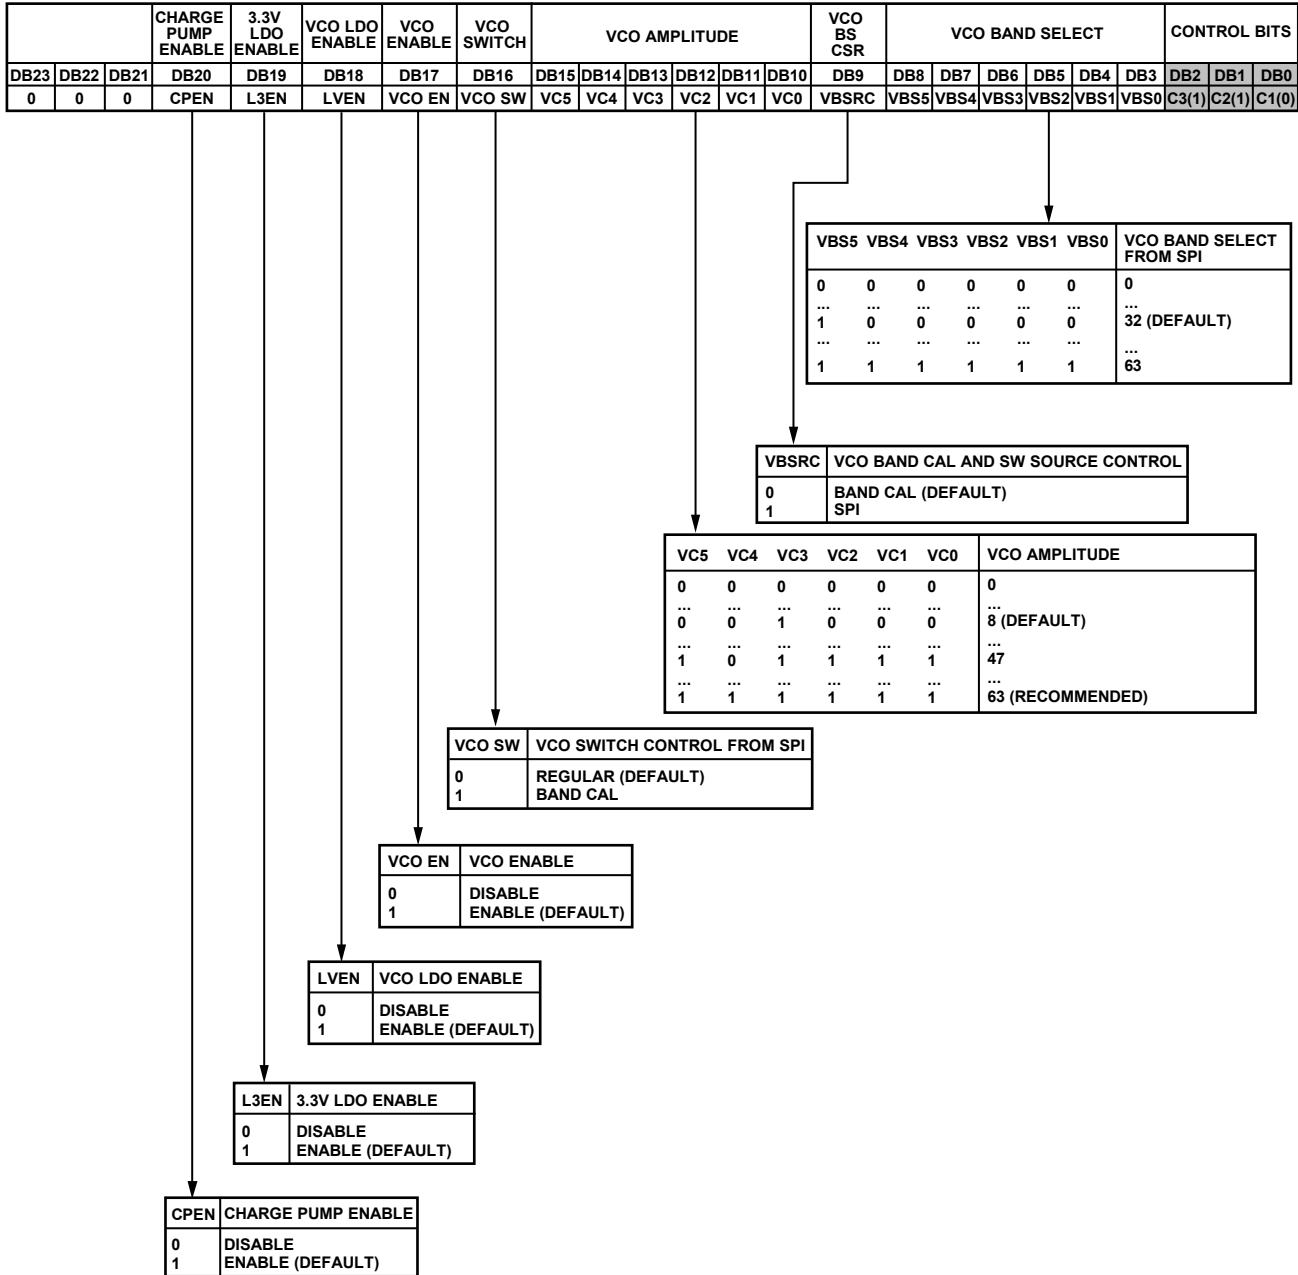 CHARGE PUMP ENABLE 3.3V LDO ENABLE VCO LDO ENABLE VCO ENABLE VCO SWITCH VCO AMPLITUDE VCO BS CSR VCO BAND SELECT CONTROL BITS
DB23 DB22 DB21 DB20 DB19 DB18 DB17 DB16 DB15 DB14 DB13 DB12 DB11 DB10 DB9 DB8 DB7 DB6 DB5 DB4 DB3 DB2 DB1 DB0
0 0 0 CPEN L3EN LVEN VCO EN VCO SW VC5 VC4 VC3 VC2 VC1 VC0 VBSRC VBS5 VBS4 VBS3 VBS2 VBS1 VBS0 C3(1) C2(1) C1(0)
VBS5 VBS4 VBS3 VBS2 VBS1 VBS0 VCO BAND SELECT FROM SPI
0 0 0 0 0 0 0
... ... ... ... ... ... ...
1 0 0 0 0 0 32 (DEFAULT)
... ... ... ... ... ... ...
1 1 1 1 1 1 63
VBSRC VCO BAND CAL AND SW SOURCE CONTROL
0 BAND CAL (DEFAULT)
1 SPI
VC5 VC4 VC3 VC2 VC1 VC0 VCO AMPLITUDE
0 0 0 0 0 0 0
... ... ... ... ... ... ...
0 0 1 0 0 0 8 (DEFAULT)
... ... ... ... ... ... ...
1 0 1 1 1 1 47
... ... ... ... ... ... ...
1 1 1 1 1 1 63 (RECOMMENDED)
VCO SW VCO SWITCH CONTROL FROM SPI
0 REGULAR (DEFAULT)
1 BAND CAL
VCO EN VCO ENABLE
0 DISABLE
1 ENABLE (DEFAULT)
LVEN VCO LDO ENABLE
0 DISABLE
1 ENABLE (DEFAULT)
L3EN 3.3V LDO ENABLE
0 DISABLE
1 ENABLE (DEFAULT)
CPEN CHARGE PUMP ENABLE
0 DISABLE
1 ENABLE (DEFAULT)